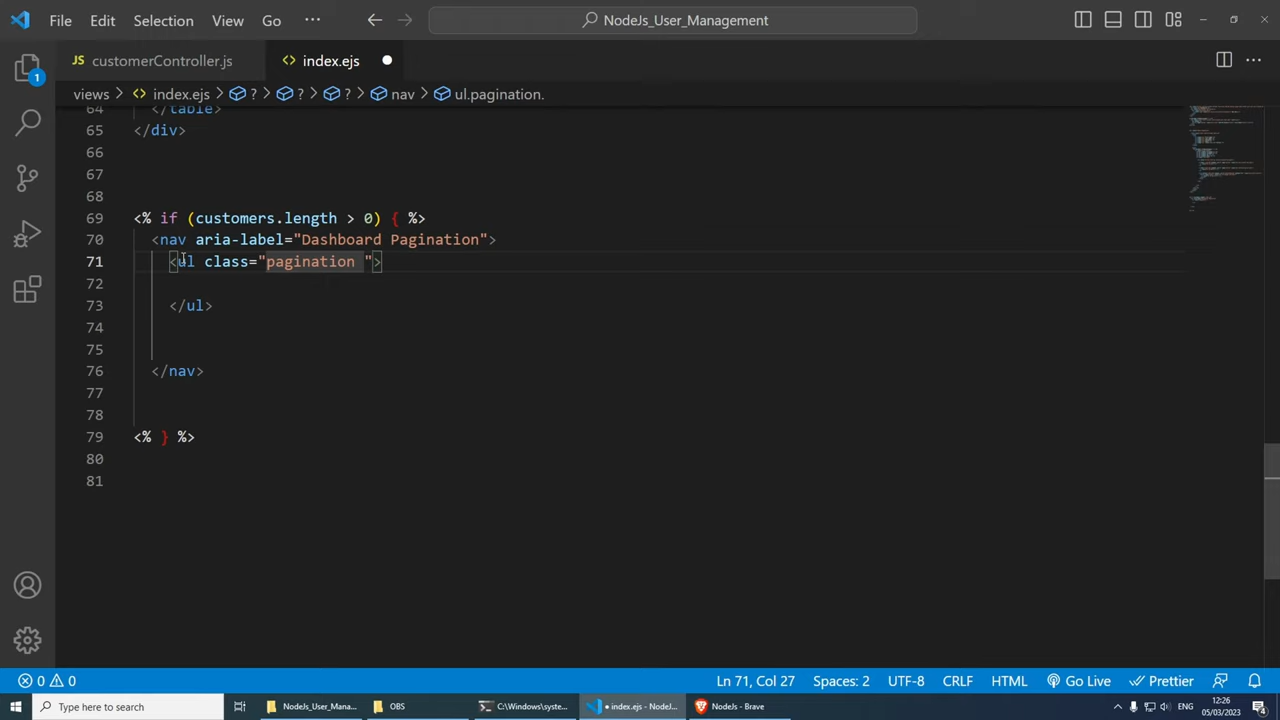 File Edit Selection View Go ··· NodeJs_User_Management
JS customerController.js <> index.ejs
views > <> index.ejs > ? > ? > ? > nav > ul.pagination.
64 </table>
65 </div>
66
67
68
69 <% if (customers.length > 0) { %>
70 <nav aria-label="Dashboard Pagination">
71 <ul class="pagination ">
72
73 </ul>
74
75
76 </nav>
77
78
79 <% } %>
80
81
1
0 0 Ln 71, Col 27 Spaces: 2 UTF-8 CRLF HTML Go Live Prettier
Type here to search NodeJs_User_Mana... OBS C:\Windows\syste... index.ejs - NodeJ... NodeJs - Brave ENG 12:26
05/03/2023 4